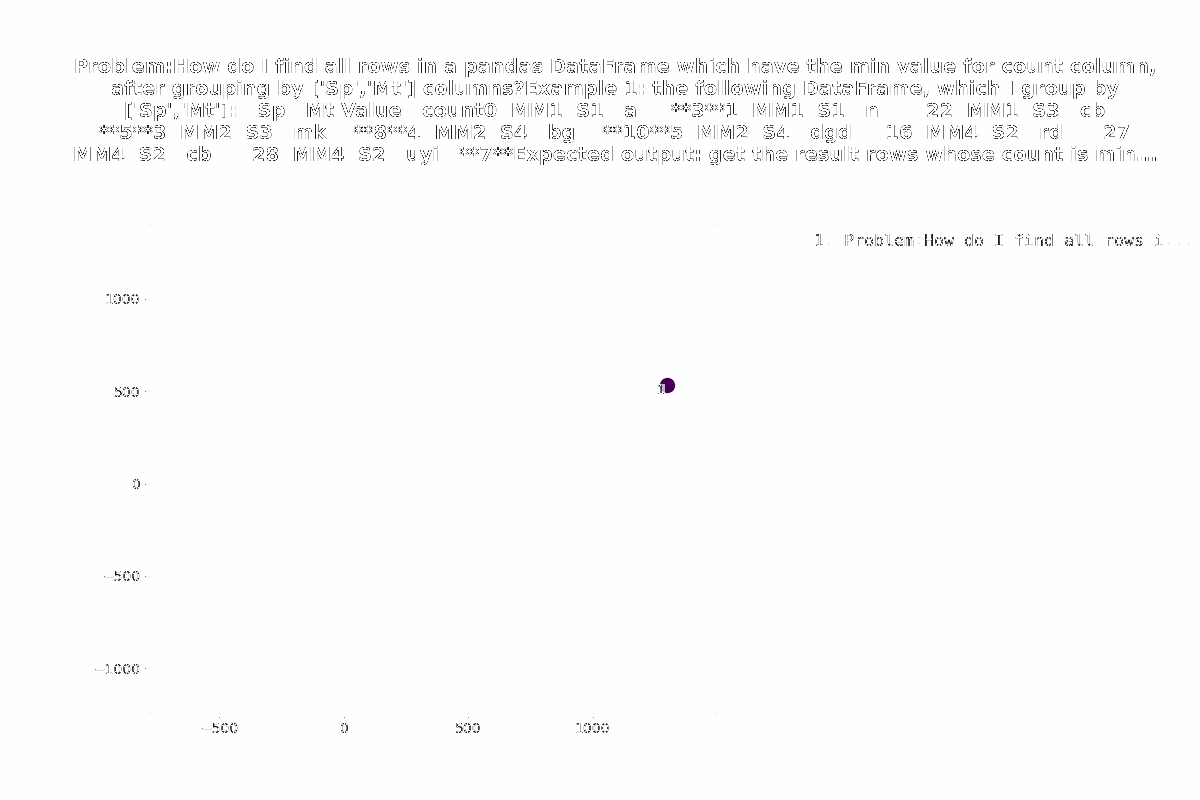 Problem:How do I find all rows in a pandas DataFrame which have the min value for count column,
after grouping by ['Sp','Mt'] columns?Example 1: the following DataFrame, which I group by
['Sp','Mt']: Sp Mt Value count0 MM1 S1 a **3**1 MM1 S1 n 22 MM1 S3 cb
**5**3 MM2 S3 mk **8**4 MM2 S4 bg **10**5 MM2 S4 dgd 16 MM4 S2 rd 27
MM4 S2 cb 28 MM4 S2 uyi **7**Expected output: get the result rows whose count is min...
1. Problem:How do I find all rows i...
1000
500
1
0
−500
−1000
−500 0 500 1000